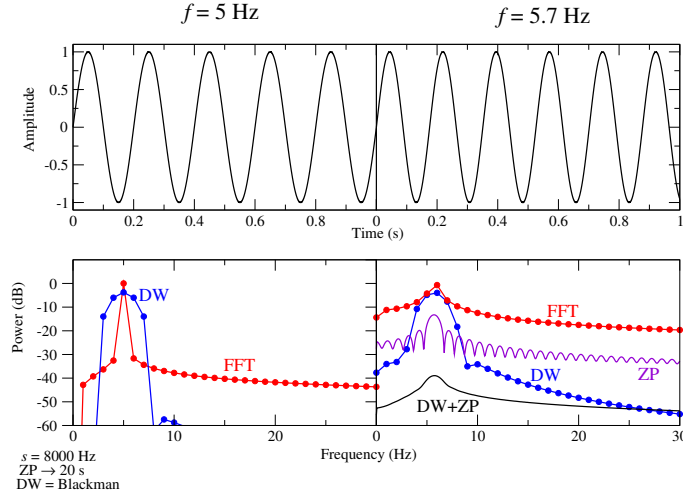 f = 5 Hz
f = 5.7 Hz
Amplitude
1
0.5
0
-0.5
-1
0 0.2 0.4 0.6 0.8 0 0.2 0.4 0.6 0.8 1
Time (s)
Power (dB)
0
-10
-20
-30
-40
-50
-60
DW
FFT
FFT
ZP
DW
DW+ZP
0 10 20 0 10 20 30
Frequency (Hz)
s = 8000 Hz
ZP → 20 s
DW = Blackman